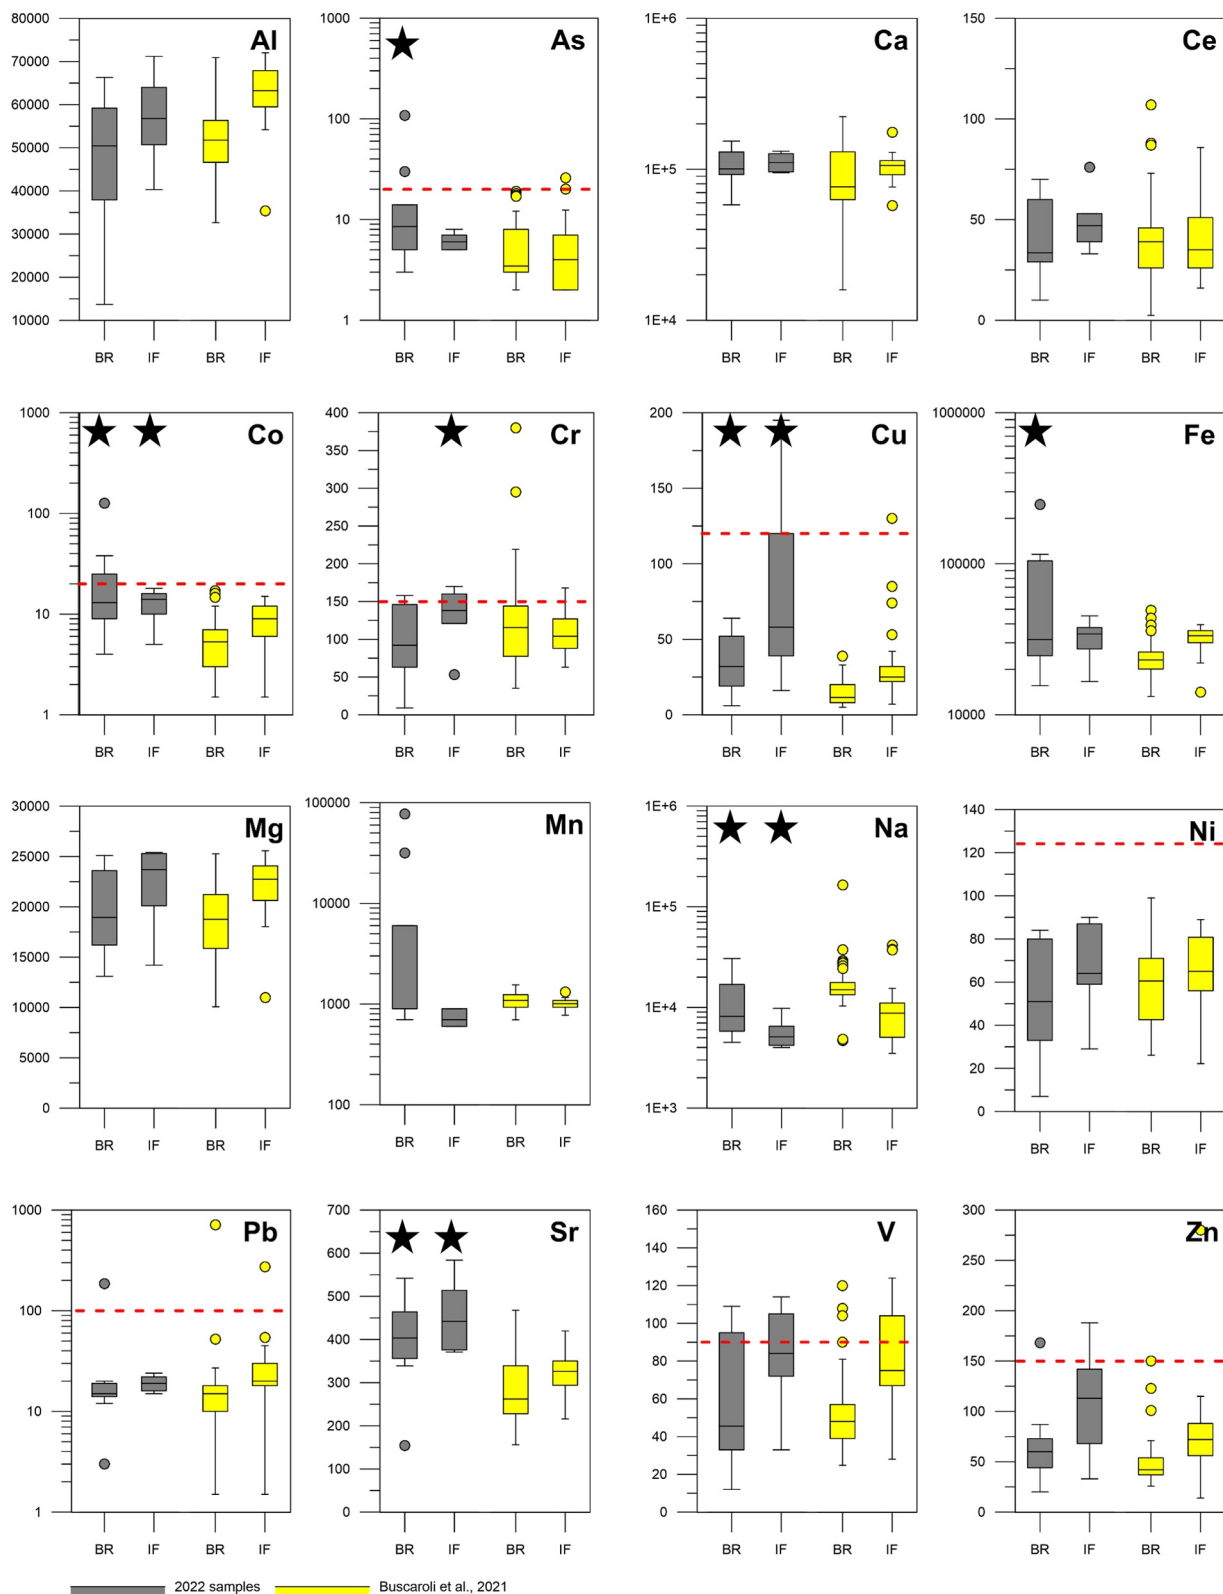 80000
70000
60000
50000
40000
30000
20000
10000
Al
BR IF BR IF
1000
100
10
1
As
BR IF BR IF
1E+6
1E+5
1E+4
Ca
BR IF BR IF
150
100
50
0
Ce
BR IF BR IF
1000
100
10
1
Co
BR IF BR IF
400
350
300
250
200
150
100
50
0
Cr
BR IF BR IF
200
150
100
50
0
Cu
BR IF BR IF
1000000
100000
10000
Fe
BR IF BR IF
30000
25000
20000
15000
10000
5000
0
Mg
BR IF BR IF
100000
10000
1000
100
Mn
BR IF BR IF
1E+6
1E+5
1E+4
1E+3
Na
BR IF BR IF
140
120
100
80
60
40
20
0
Ni
BR IF BR IF
1000
100
10
1
Pb
BR IF BR IF
700
600
500
400
300
200
100
0
Sr
BR IF BR IF
160
140
120
100
80
60
40
20
0
V
BR IF BR IF
300
250
200
150
100
50
0
Zn
BR IF BR IF
2022 samples Buscaroli et al., 2021